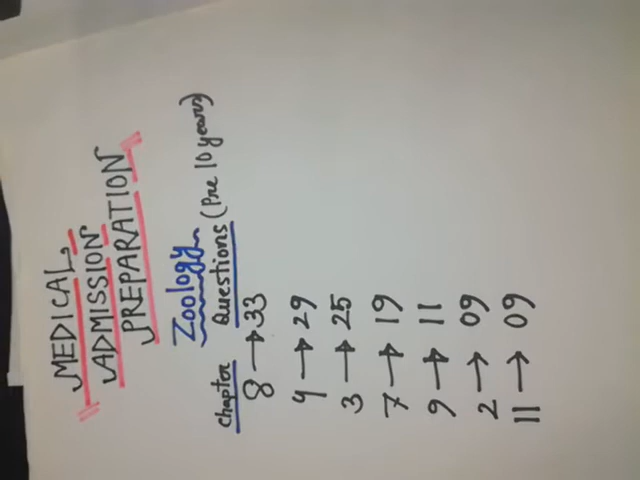 MEDICAL
ADMISSION
PREPARATION
Zoology
Chapter Questions (Pre 10 years)
8 → 33
4 → 29
3 → 25
7 → 19
9 → 11
2 → 09
11 → 09